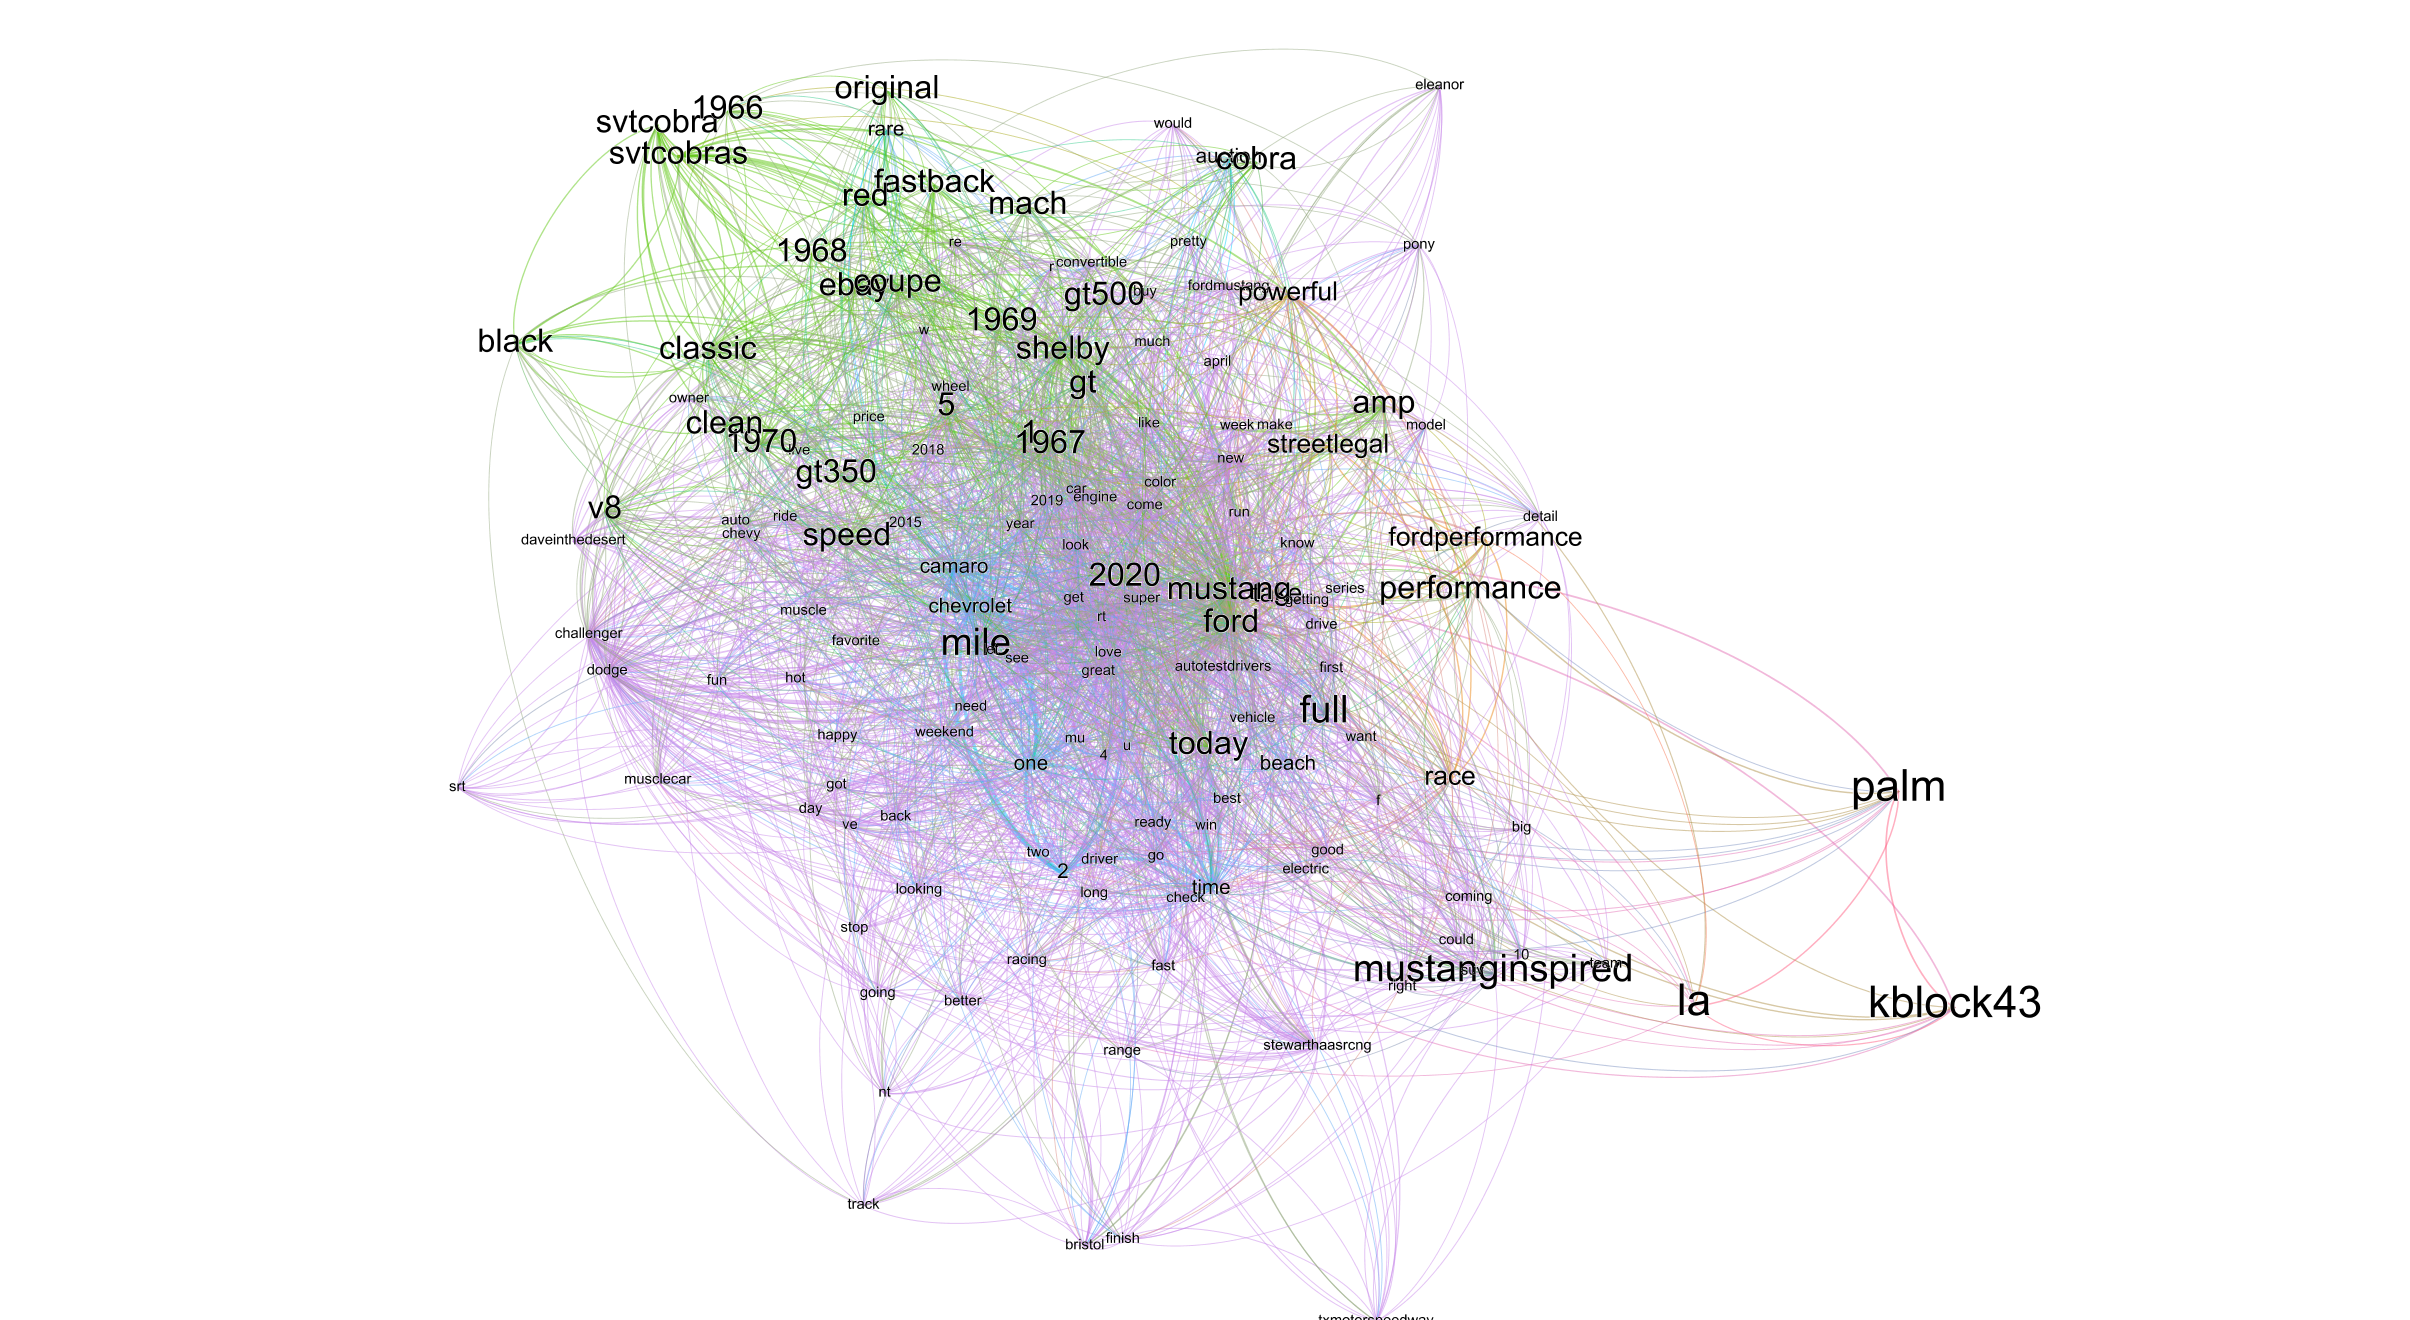 eleanor
original
1966
svtcobra
would
rare
svtcobras
auction
cobra
fastback
red
mach
re
pretty
pony
1968
convertible
r
ebay
coupe
fordmustang
buy
gt500
powerful
1969
w
black
classic
shelby
much
april
gt
wheel
owner
5
amp
price
clean
like
week
make
model
1
1970
1967
live
2018
streetlegal
new
gt350
color
car
engine
2019
come
v8
ride
run
detail
auto
2015
year
chevy
speed
daveinthedesert
look
know
fordperformance
camaro
2020
mustang
take
series
performance
get
super
getting
chevrolet
muscle
rt
ford
drive
challenger
favorite
mile
er
see
love
dodge
great
autotestdrivers
first
fun
hot
need
full
vehicle
weekend
happy
mu
u
today
want
4
one
beach
srt
musclecar
race
got
palm
day
best
f
back
ve
ready
win
big
two
driver
go
good
2
electric
looking
long
time
check
coming
stop
could
10
racing
fast
mustanginspired
suv
team
right
going
better
la
kblock43
stewarthaasrcng
range
nt
track
finish
bristol
txmotorspeedway